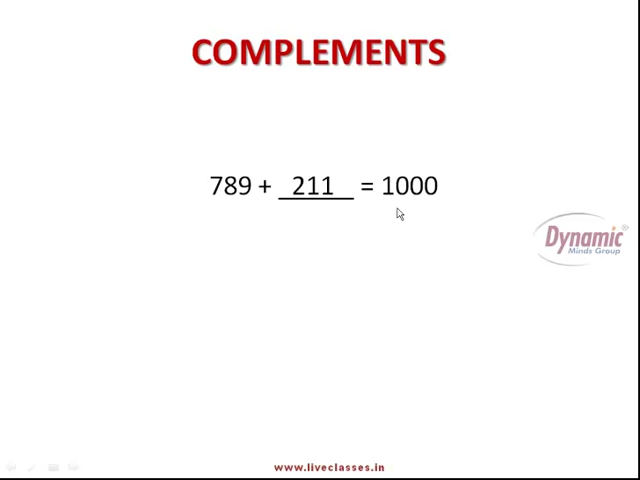 COMPLEMENTS
789 + 211 = 1000
Dynamic®
Minds Group
www.liveclasses.in